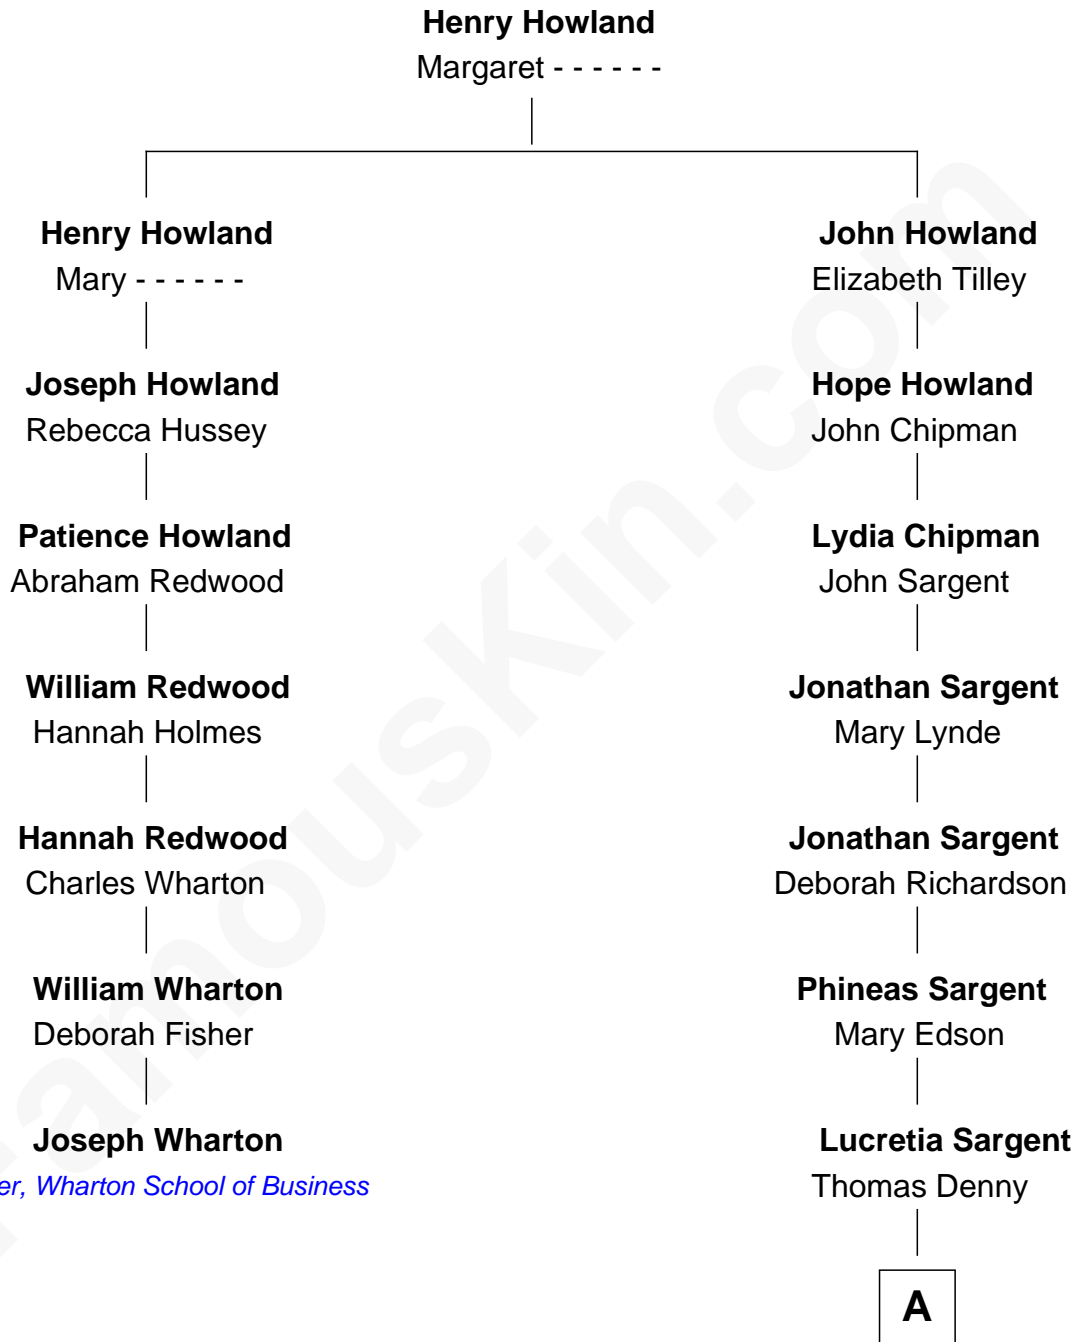 Henry Howland
Margaret - - - - - -
Henry Howland
Mary - - - - - -
John Howland
Elizabeth Tilley
Joseph Howland
Rebecca Hussey
Hope Howland
John Chipman
Patience Howland
Abraham Redwood
Lydia Chipman
John Sargent
William Redwood
Hannah Holmes
Jonathan Sargent
Mary Lynde
Hannah Redwood
Charles Wharton
Jonathan Sargent
Deborah Richardson
William Wharton
Deborah Fisher
Phineas Sargent
Mary Edson
Joseph Wharton
er, Wharton School of Business
Lucretia Sargent
Thomas Denny
A
FamousKin.com